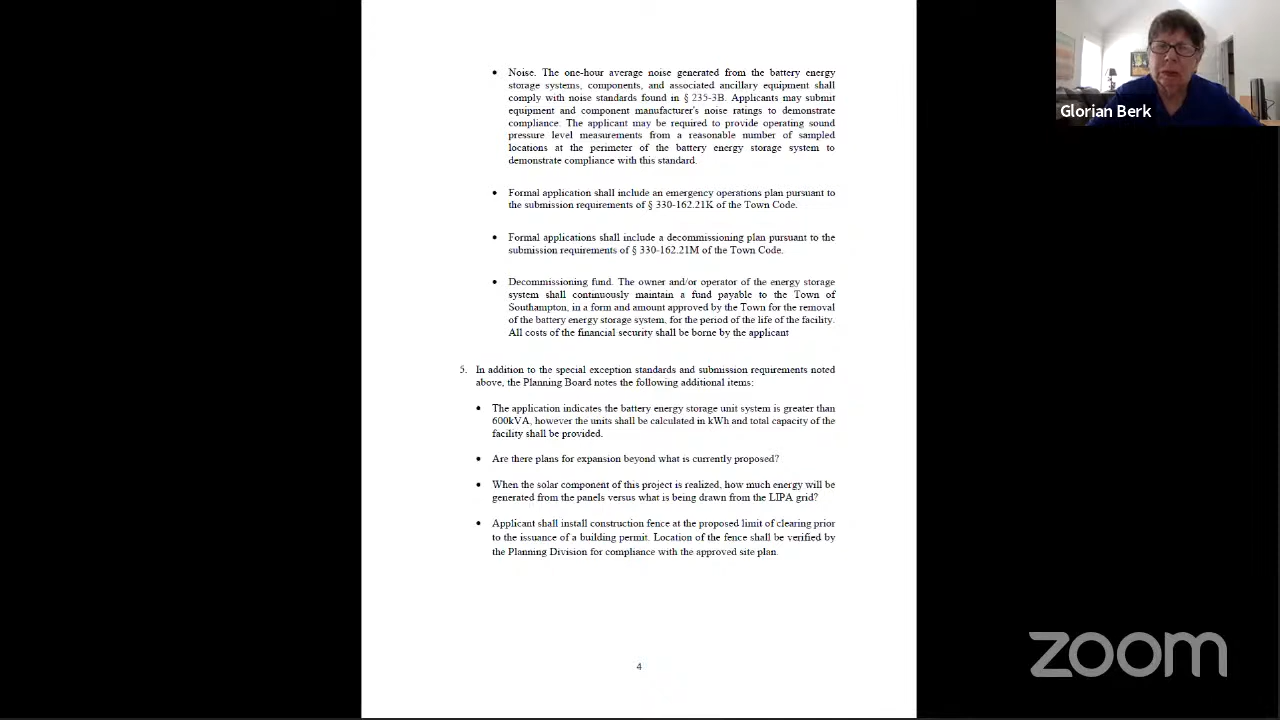 • Noise. The one-hour average noise generated from the battery energy
storage systems, components, and associated ancillary equipment shall
comply with noise standards found in § 235-3B. Applicants may submit
equipment and component manufacturer's noise ratings to demonstrate
compliance. The applicant may be required to provide operating sound
pressure level measurements from a reasonable number of sampled
locations at the perimeter of the battery energy storage system to
demonstrate compliance with this standard.
• Formal application shall include an emergency operations plan pursuant to
the submission requirements of § 330-162.21K of the Town Code.
• Formal applications shall include a decommissioning plan pursuant to the
submission requirements of § 330-162.21M of the Town Code.
• Decommissioning fund. The owner and/or operator of the energy storage
system shall continuously maintain a fund payable to the Town of
Southampton, in a form and amount approved by the Town for the removal
of the battery energy storage system, for the period of the life of the facility.
All costs of the financial security shall be borne by the applicant
5. In addition to the special exception standards and submission requirements noted
above, the Planning Board notes the following additional items:
• The application indicates the battery energy storage unit system is greater than
600kVA, however the units shall be calculated in kWh and total capacity of the
facility shall be provided.
• Are there plans for expansion beyond what is currently proposed?
• When the solar component of this project is realized, how much energy will be
generated from the panels versus what is being drawn from the LIPA grid?
• Applicant shall install construction fence at the proposed limit of clearing prior
to the issuance of a building permit. Location of the fence shall be verified by
the Planning Division for compliance with the approved site plan.
4
Glorian Berk
zoom